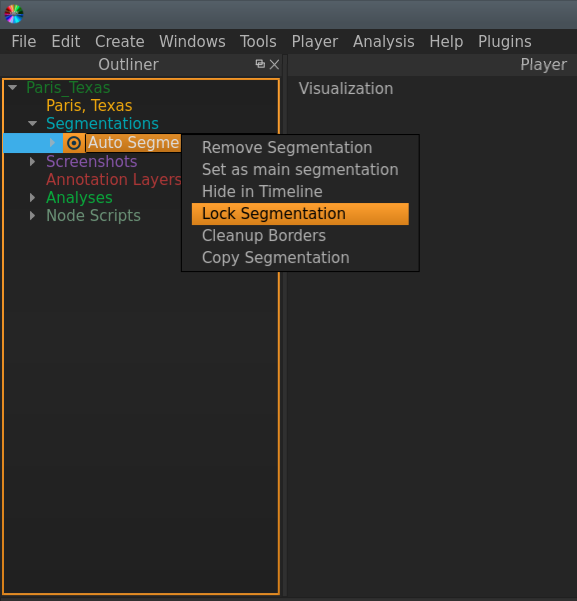 File Edit Create Windows Tools Player Analysis Help Plugins
Outliner
Player
Paris_Texas
Paris, Texas
Segmentations
Auto Segme
Screenshots
Annotation Layers
Analyses
Node Scripts
Visualization
Remove Segmentation
Set as main segmentation
Hide in Timeline
Lock Segmentation
Cleanup Borders
Copy Segmentation